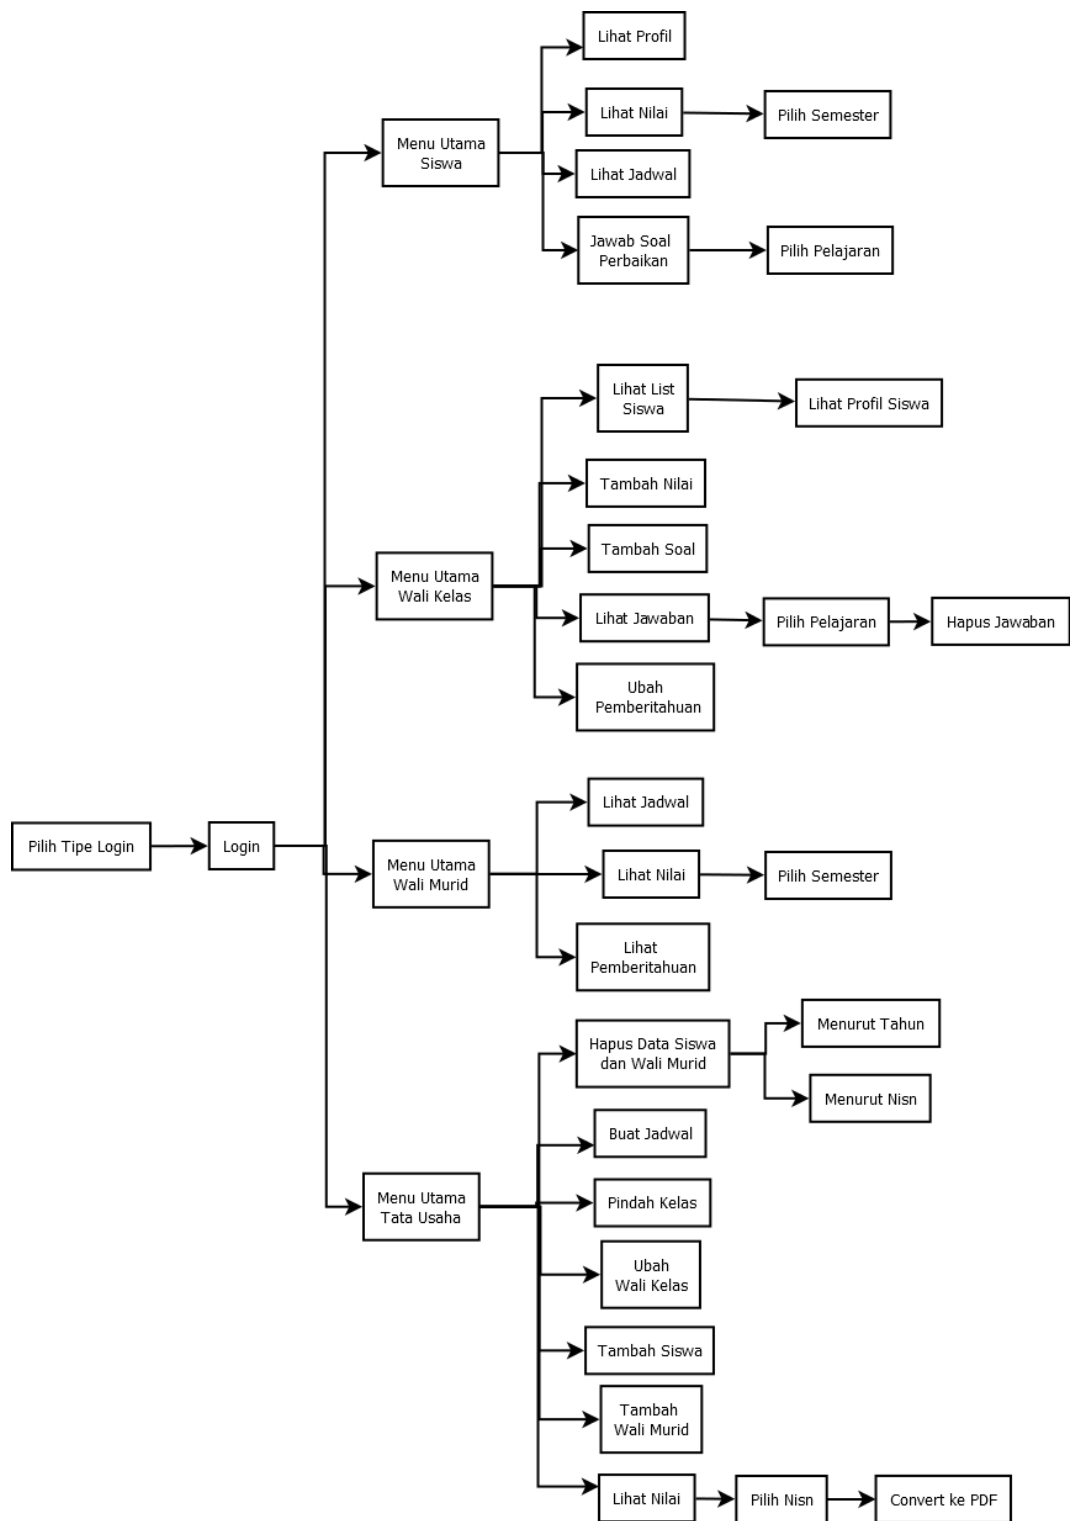 Pilih Tipe Login
Login
Menu Utama
Siswa
Lihat Profil
Lihat Nilai
Pilih Semester
Lihat Jadwal
Jawab Soal
Perbaikan
Pilih Pelajaran
Menu Utama
Wali Kelas
Lihat List
Siswa
Lihat Profil Siswa
Tambah Nilai
Tambah Soal
Lihat Jawaban
Pilih Pelajaran
Hapus Jawaban
Ubah
Pemberitahuan
Menu Utama
Wali Murid
Lihat Jadwal
Lihat Nilai
Pilih Semester
Lihat
Pemberitahuan
Menu Utama
Tata Usaha
Hapus Data Siswa
dan Wali Murid
Menurut Tahun
Menurut Nisn
Buat Jadwal
Pindah Kelas
Ubah
Wali Kelas
Tambah Siswa
Tambah
Wali Murid
Lihat Nilai
Pilih Nisn
Convert ke PDF